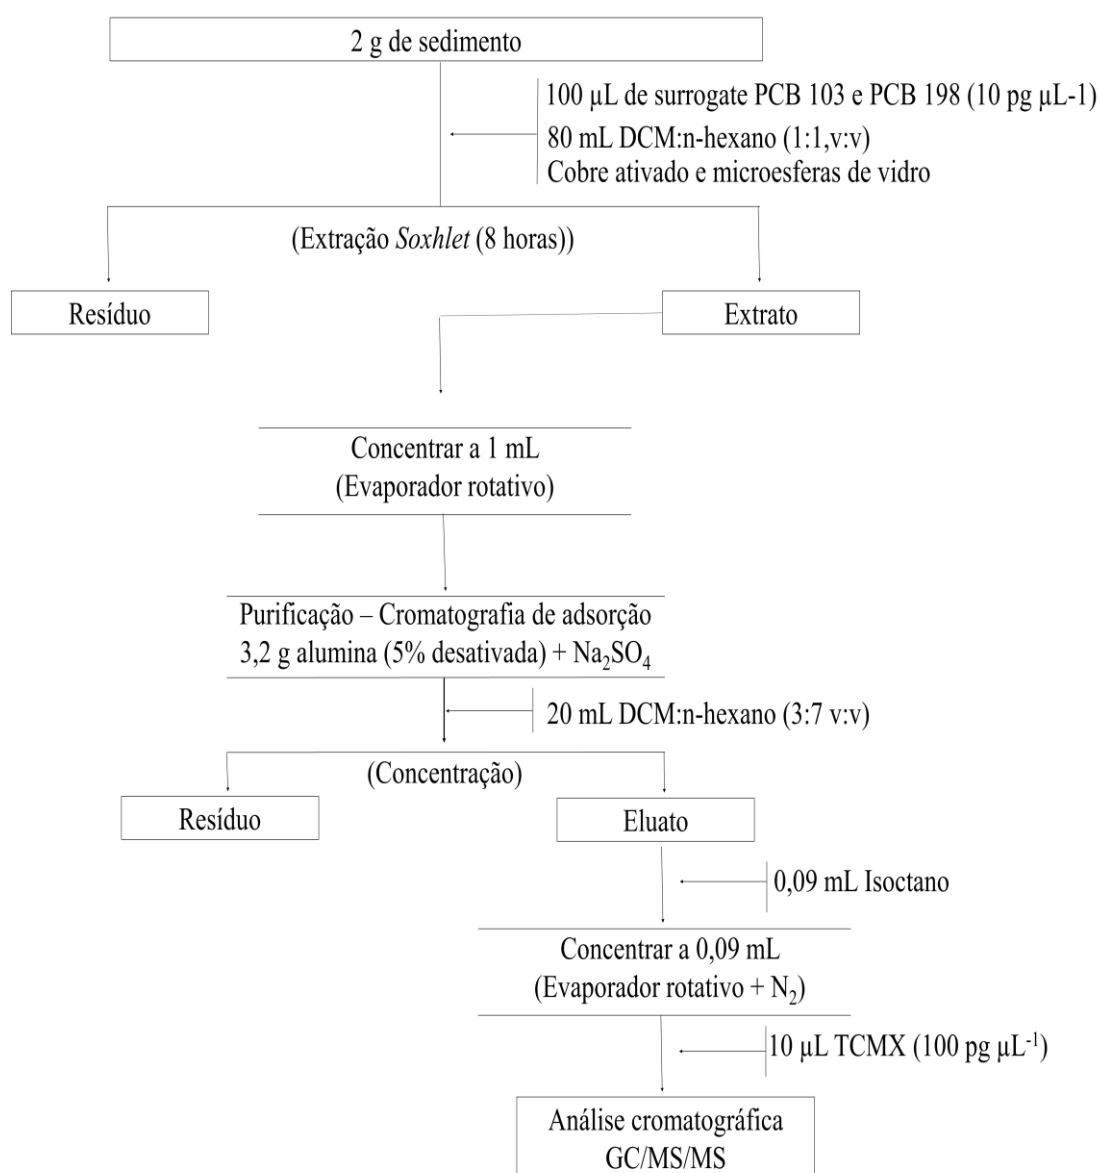 2 g de sedimento
100 µL de surrogate PCB 103 e PCB 198 (10 pg µL-1)
80 mL DCM:n-hexano (1:1,v:v)
Cobre ativado e microesferas de vidro
(Extração Soxhlet (8 horas))
Resíduo
Extrato
Concentrar a 1 mL
(Evaporador rotativo)
Purificação – Cromatografia de adsorção
3,2 g alumina (5% desativada) + Na₂SO₄
20 mL DCM:n-hexano (3:7 v:v)
(Concentração)
Resíduo
Eluato
0,09 mL Isoctano
Concentrar a 0,09 mL
(Evaporador rotativo + N₂)
10 µL TCMX (100 pg µL⁻¹)
Análise cromatográfica
GC/MS/MS